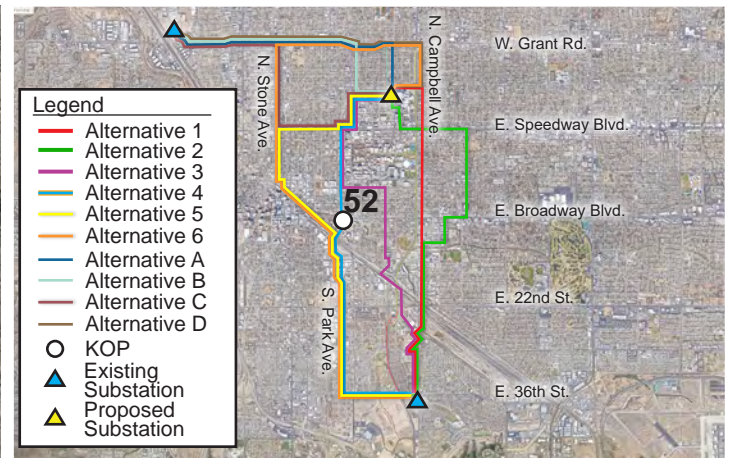 W. Grant Rd.
N. Campbell Ave.
N. Stone Ave.
Legend
Alternative 1
Alternative 2
Alternative 3
Alternative 4
Alternative 5
Alternative 6
Alternative A
Alternative B
Alternative C
Alternative D
KOP
Existing
Substation
Proposed
Substation
E. Speedway Blvd.
52
E. Broadway Blvd.
E. 22nd St.
S. Park Ave.
E. 36th St.